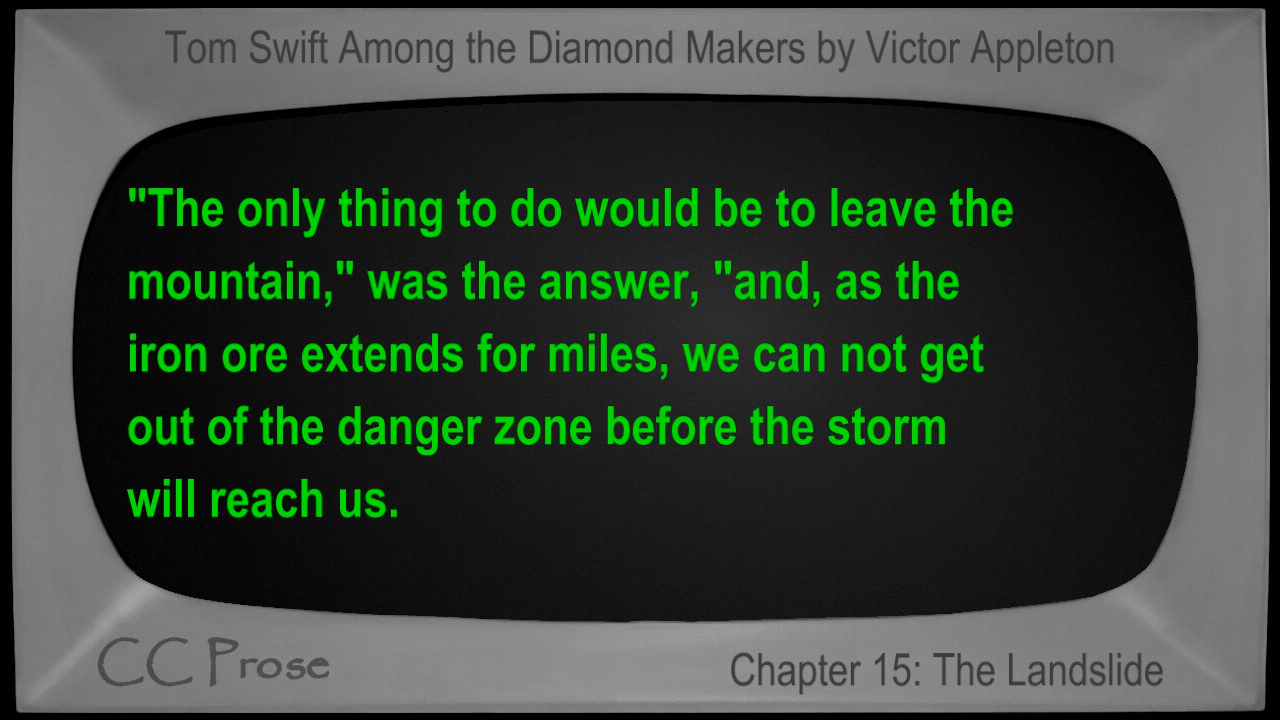 Tom Swift Among the Diamond Makers by Victor Appleton
"The only thing to do would be to leave the
mountain," was the answer, "and, as the
iron ore extends for miles, we can not get
out of the danger zone before the storm
will reach us.
CC Prose
Chapter 15: The Landslide